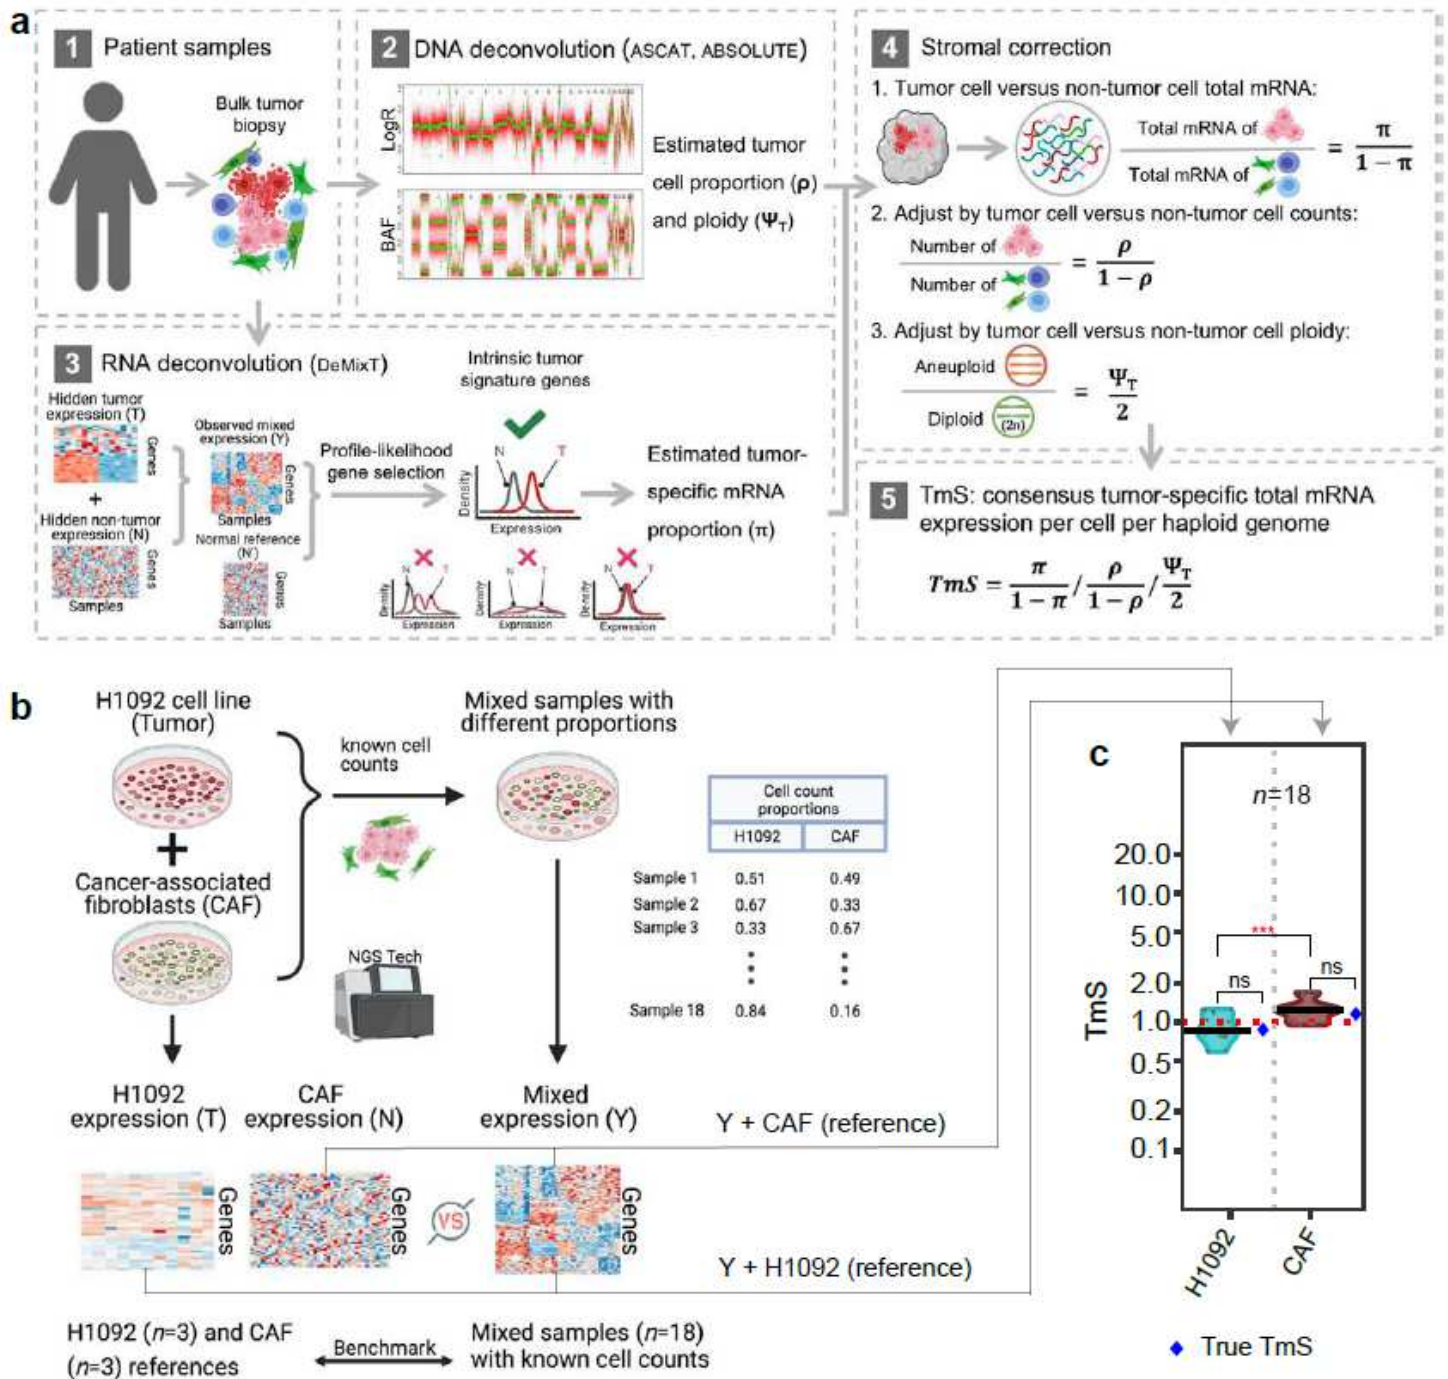 a
1 Patient samples
Bulk tumor
biopsy
2 DNA deconvolution (ASCAT, ABSOLUTE)
LogR
BAF
Estimated tumor
cell proportion (ρ)
and ploidy (Ψ_T)
3 RNA deconvolution (DeMixT)
Hidden tumor
expression (T)
Genes
+
Hidden non-tumor
expression (N)
Genes
Samples
Observed mixed
expression (Y)
Genes
Samples
Normal reference
(N')
Genes
Samples
Profile-likelihood
gene selection
Intrinsic tumor
signature genes
N T
Density
Expression
N T
Density
Expression
N T
Density
Expression
N T
Density
Expression
Estimated tumor-
specific mRNA
proportion (π)
4 Stromal correction
1. Tumor cell versus non-tumor cell total mRNA:
Total mRNA of
Total mRNA of
= π / 1 − π
2. Adjust by tumor cell versus non-tumor cell counts:
Number of
Number of
= ρ / 1 − ρ
3. Adjust by tumor cell versus non-tumor cell ploidy:
Aneuploid
Diploid (2n)
= Ψ_T / 2
5 TmS: consensus tumor-specific total mRNA
expression per cell per haploid genome
TmS = π/1 − π / ρ/1 − ρ / Ψ_T/2
b
H1092 cell line
(Tumor)
+
Cancer-associated
fibroblasts (CAF)
known cell
counts
NGS Tech
Mixed samples with
different proportions
Cell count
proportions
H1092 CAF
Sample 1 0.51 0.49
Sample 2 0.67 0.33
Sample 3 0.33 0.67
Sample 18 0.84 0.16
H1092
expression (T)
CAF
expression (N)
Mixed
expression (Y)
Genes
Genes
VS
Genes
Y + CAF (reference)
Y + H1092 (reference)
H1092 (n=3) and CAF
(n=3) references
Benchmark
Mixed samples (n=18)
with known cell counts
c
n=18
TmS
20.0
10.0
5.0
2.0
1.0
0.5
0.2
0.1
***
ns
ns
H1092
CAF
True TmS